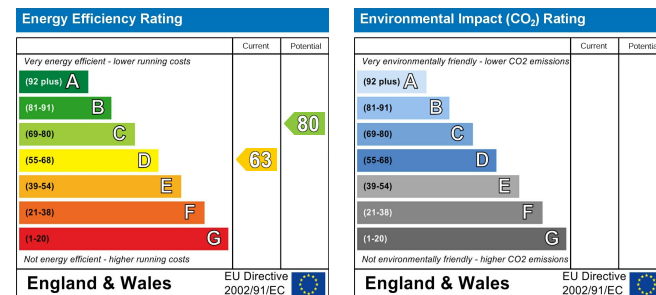 Energy Efficiency Rating
Current Potential
Very energy efficient - lower running costs
(92 plus) A
(81-91) B
(69-80) C
(55-68) D
(39-54) E
(21-38) F
(1-20) G
63
80
Not energy efficient - higher running costs
England & Wales
EU Directive
2002/91/EC
Environmental Impact (CO₂) Rating
Current Potential
Very environmentally friendly - lower CO2 emissions
(92 plus) A
(81-91) B
(69-80) C
(55-68) D
(39-54) E
(21-38) F
(1-20) G
Not environmentally friendly - higher CO2 emissions
England & Wales
EU Directive
2002/91/EC